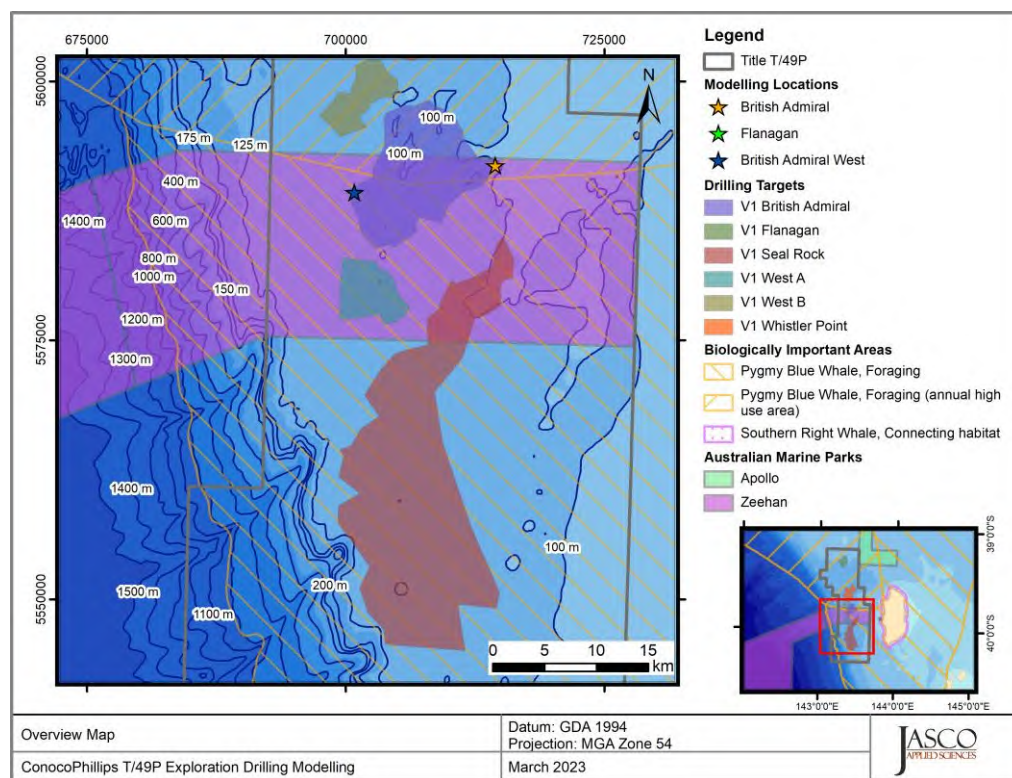 675000
700000
725000
5600000
5575000
5550000
N
100 m
175 m
125 m
100 m
400 m
1400 m
600 m
800 m
1000 m
150 m
1200 m
1300 m
1400 m
100 m
200 m
1500 m
1100 m
0 5 10 15
km
Legend
Title T/49P
Modelling Locations
British Admiral
Flanagan
British Admiral West
Drilling Targets
V1 British Admiral
V1 Flanagan
V1 Seal Rock
V1 West A
V1 West B
V1 Whistler Point
Biologically Important Areas
Pygmy Blue Whale, Foraging
Pygmy Blue Whale, Foraging (annual high
use area)
Southern Right Whale, Connecting habitat
Australian Marine Parks
Apollo
Zeehan
39°0'0"S
40°0'0"S
143°0'0"E 144°0'0"E 145°0'0"E
Overview Map
Datum: GDA 1994
Projection: MGA Zone 54
ConocoPhillips T/49P Exploration Drilling Modelling
March 2023
JASCO
APPLIED SCIENCES